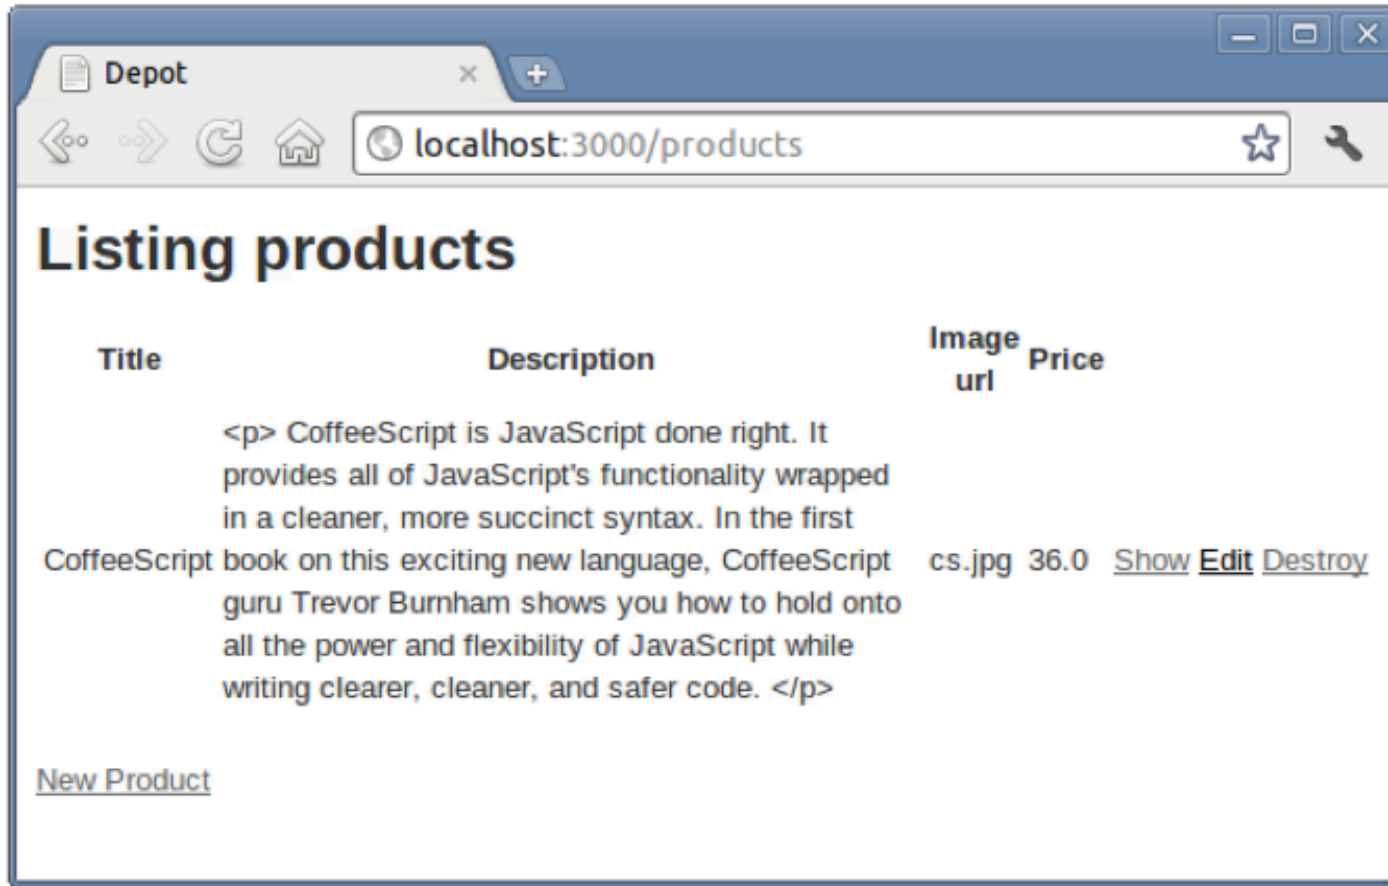 Depot
localhost:3000/products
Listing products
Title Description Image url Price
<p> CoffeeScript is JavaScript done right. It
provides all of JavaScript's functionality wrapped
in a cleaner, more succinct syntax. In the first
CoffeeScript book on this exciting new language, CoffeeScript cs.jpg 36.0 Show Edit Destroy
guru Trevor Burnham shows you how to hold onto
all the power and flexibility of JavaScript while
writing clearer, cleaner, and safer code. </p>
New Product